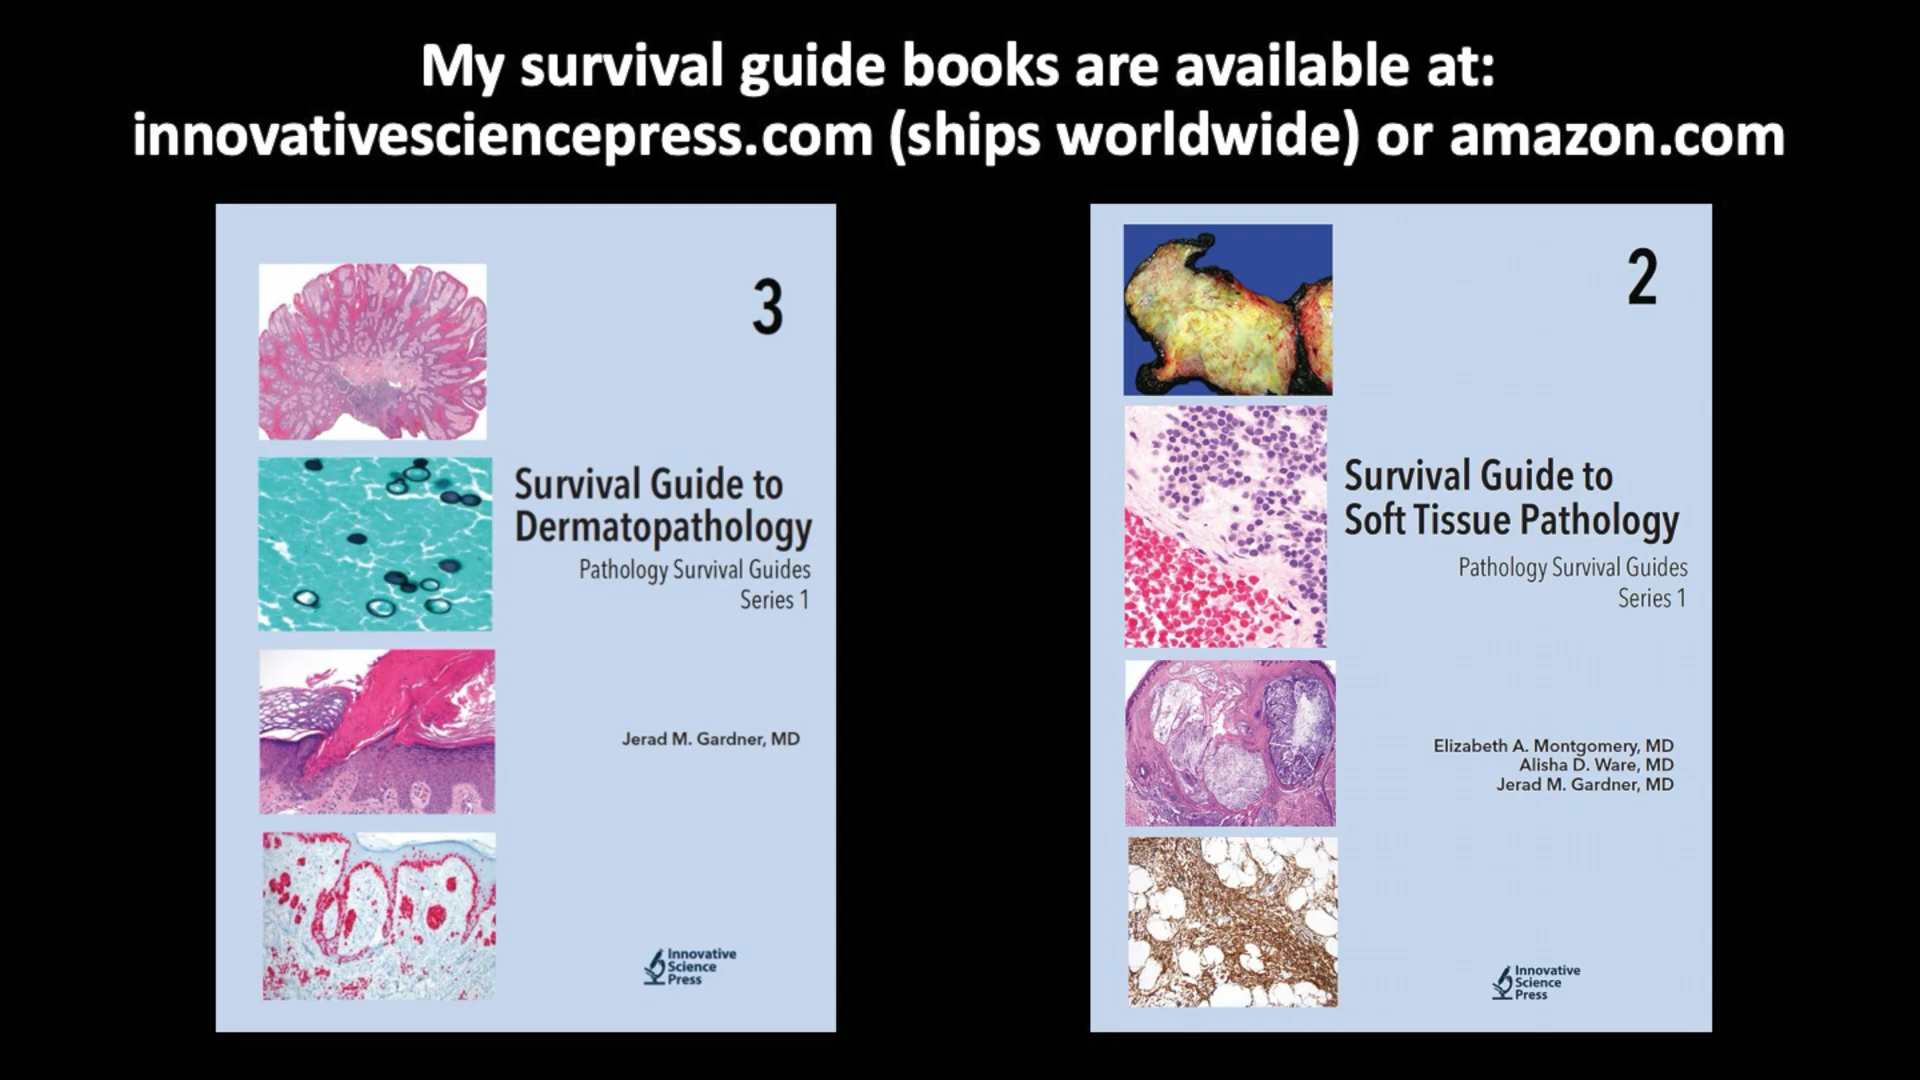 My survival guide books are available at:
innovativesciencepress.com (ships worldwide) or amazon.com
3
Survival Guide to
Dermatopathology
Pathology Survival Guides
Series 1
Jerad M. Gardner, MD
Innovative
Science
Press
2
Survival Guide to
Soft Tissue Pathology
Pathology Survival Guides
Series 1
Elizabeth A. Montgomery, MD
Alisha D. Ware, MD
Jerad M. Gardner, MD
Innovative
Science
Press